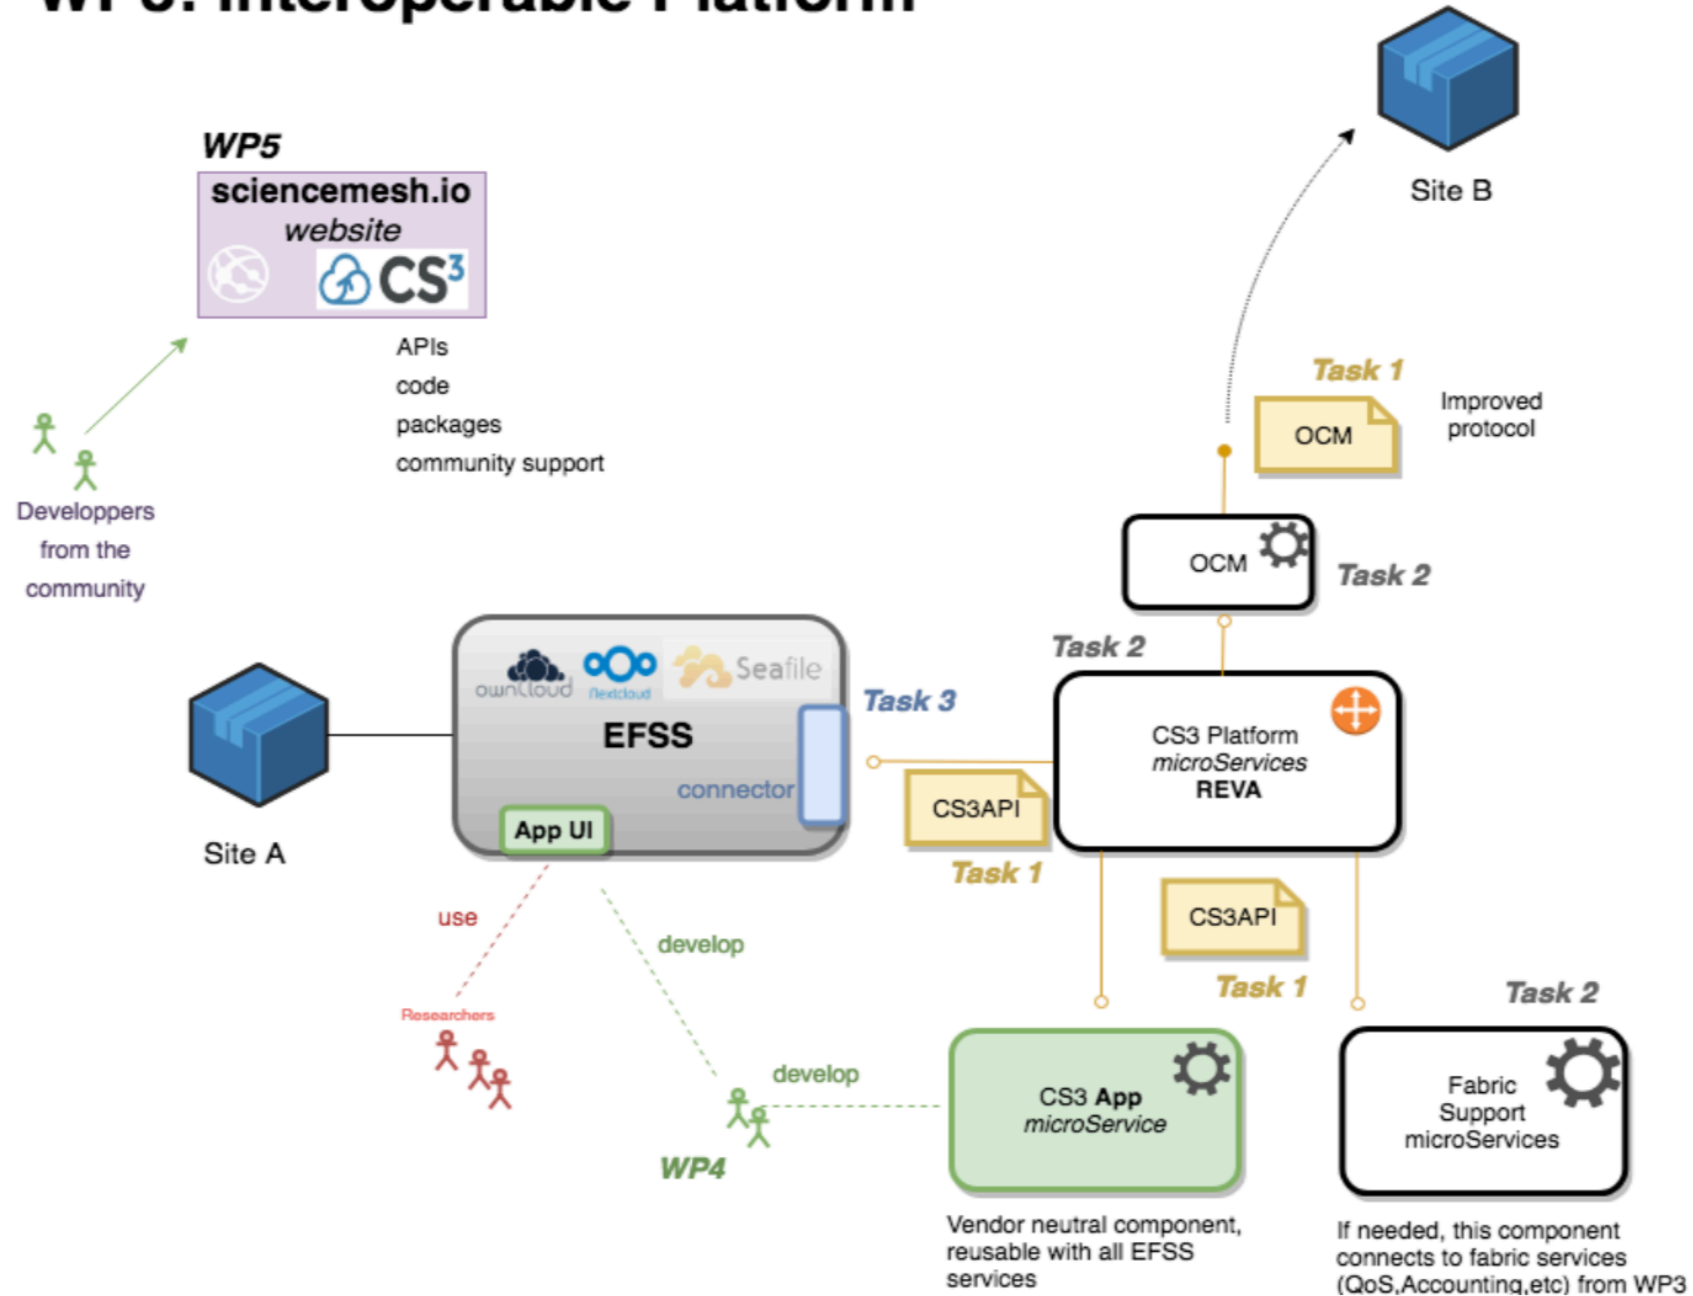 Interoperable Platform
Site B
WP5
sciencemesh.io
website
CS3
APIs
code
packages
community support
Developpers
from the
community
Task 1
OCM
Improved
protocol
OCM
Task 2
Task 2
ownCloud
Nextcloud
Seafile
EFSS
connector
App UI
Task 3
CS3 Platform
microServices
REVA
CS3API
Task 1
Site A
use
develop
Researchers
CS3API
Task 1
Task 2
develop
WP4
CS3 App
microService
Fabric
Support
microServices
Vendor neutral component,
reusable with all EFSS
services
If needed, this component
connects to fabric services
(QoS,Accounting,etc) from WP3